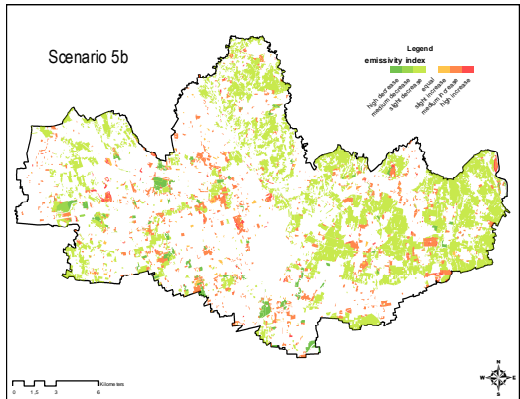 Scenario 5b
Legend
emissivity index
high decrease
medium decrease
slight decrease
equal
slight increase
medium increase
high increase
Kilometers
0 1,5 3 6
N
W E
S